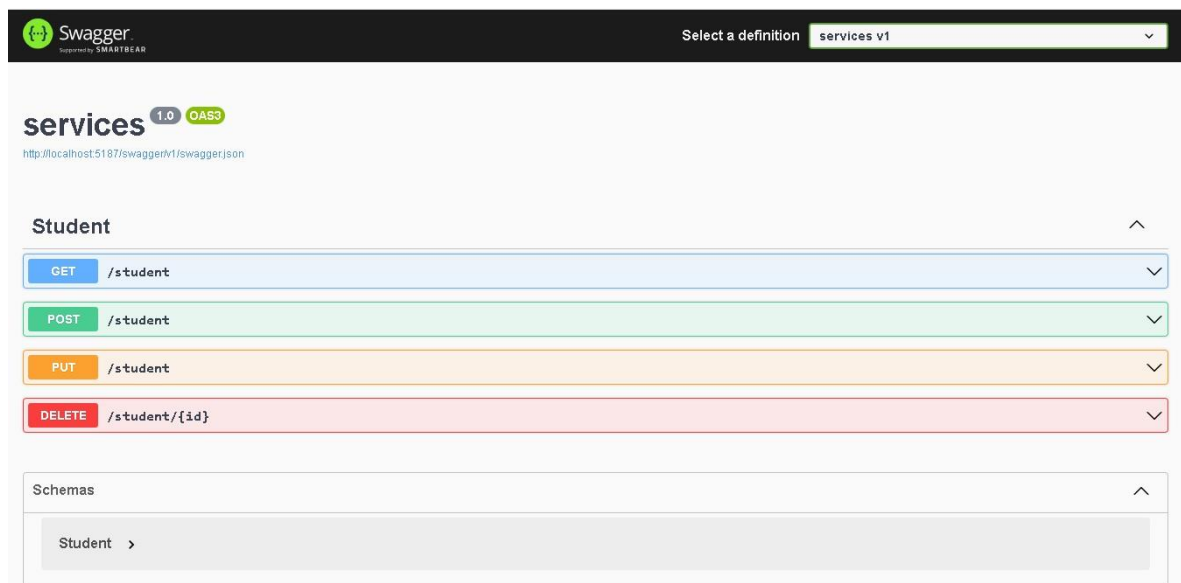 {··} Swagger.
Supported by SMARTBEAR
Select a definition services v1
services 1.0 OAS3
http://localhost:5187/swagger/v1/swagger.json
Student
GET /student
POST /student
PUT /student
DELETE /student/{id}
Schemas
Student